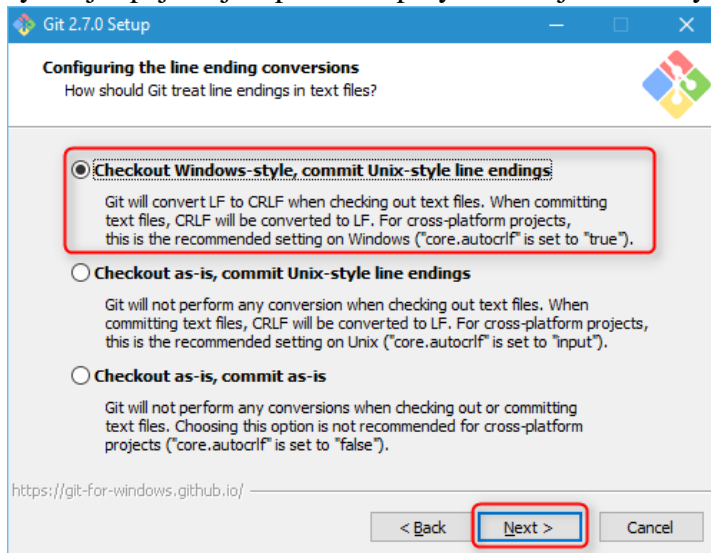 Git 2.7.0 Setup
Configuring the line ending conversions
How should Git treat line endings in text files?
Checkout Windows-style, commit Unix-style line endings
Git will convert LF to CRLF when checking out text files. When committing
text files, CRLF will be converted to LF. For cross-platform projects,
this is the recommended setting on Windows ("core.autocrlf" is set to "true").
Checkout as-is, commit Unix-style line endings
Git will not perform any conversion when checking out text files. When
committing text files, CRLF will be converted to LF. For cross-platform projects,
this is the recommended setting on Unix ("core.autocrlf" is set to "input").
Checkout as-is, commit as-is
Git will not perform any conversions when checking out or committing
text files. Choosing this option is not recommended for cross-platform
projects ("core.autocrlf" is set to "false").
https://git-for-windows.github.io/
< Back Next > Cancel